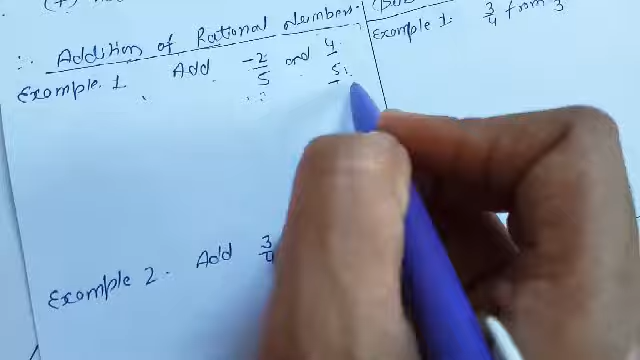 ∴ Addition of Rational Numbers:
Example 1 Add -2/5 and 4/5
Example 2. Add 3/4
Example 1: 3/4 from